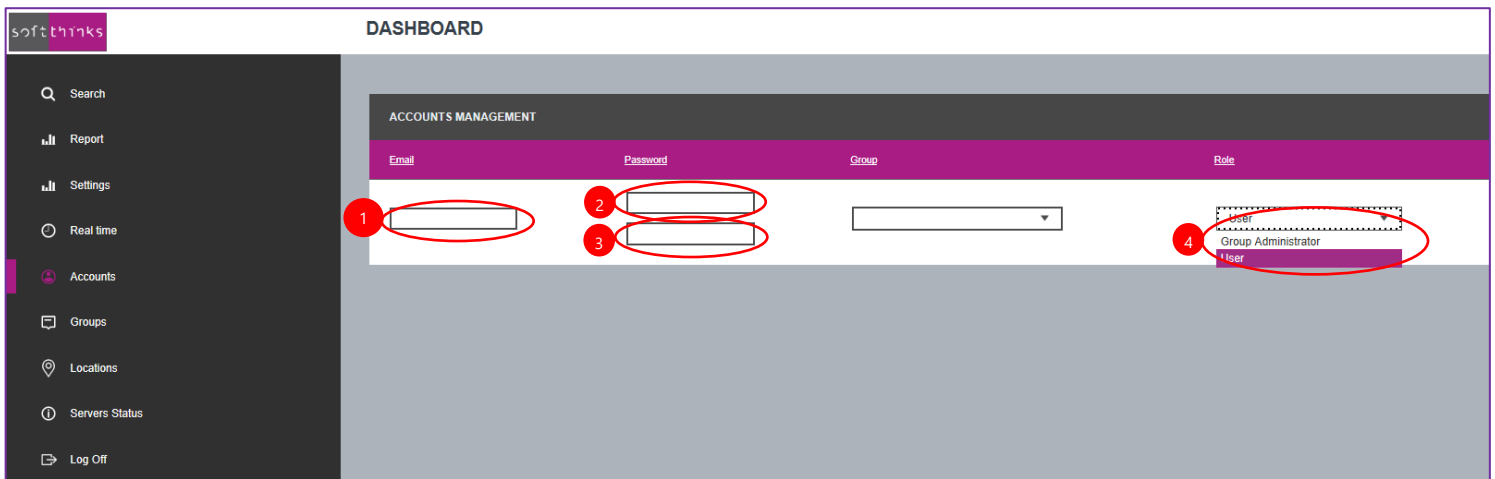 softthinks
DASHBOARD
Search
Report
Settings
Real time
Accounts
Groups
Locations
Servers Status
Log Off
ACCOUNTS MANAGEMENT
Email Password Group Role
1
2
3
4
User
Group Administrator
User